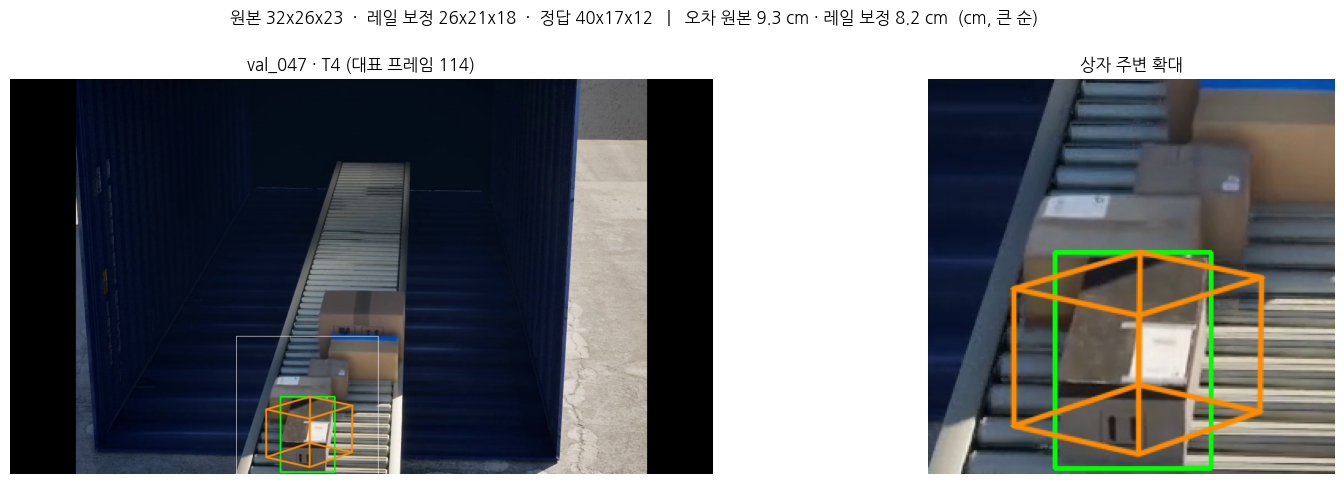 원본 32x26x23 · 레일 보정 26x21x18 · 정답 40x17x12 | 오차 원본 9.3 cm · 레일 보정 8.2 cm (cm, 큰 순)
val_047 · T4 (대표 프레임 114)
상자 주변 확대